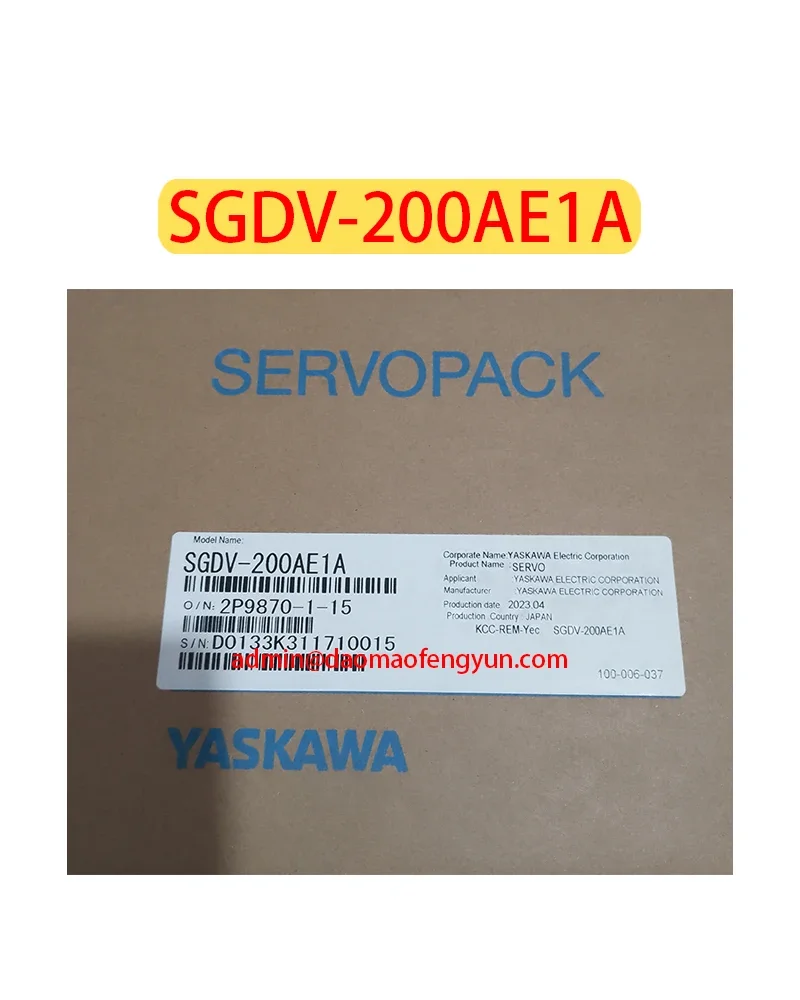 SGDV-200AE1A
SERVOPACK
Model Name:
SGDV-200AE1A
O/N: 2P9870-1-15
S/N: D0133K311710015
admin@daomaofengyun.com
Corporate Name: YASKAWA Electric Corporation
Product Name SERVO
Applicant YASKAWA ELECTRIC CORPORATION
Manufacturer YASKAWA ELECTRIC CORPORATION
Production date 2023.04
Production Country: JAPAN
KCC-REM-Yec SGDV-200AE1A
100-006-037
YASKAWA